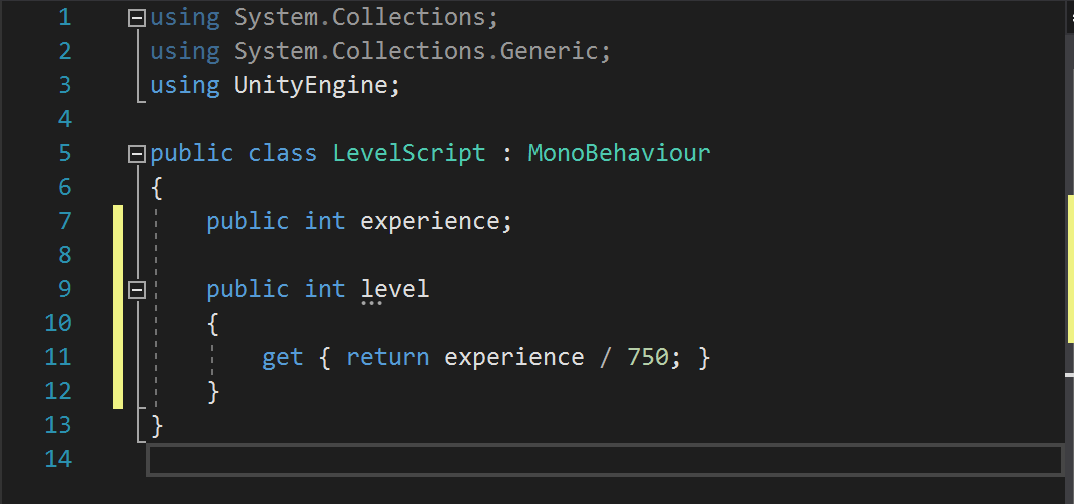 1 using System.Collections;
2 using System.Collections.Generic;
3 using UnityEngine;
4
5 public class LevelScript : MonoBehaviour
6 {
7     public int experience;
8
9     public int level
10     {
11         get { return experience / 750; }
12     }
13 }
14